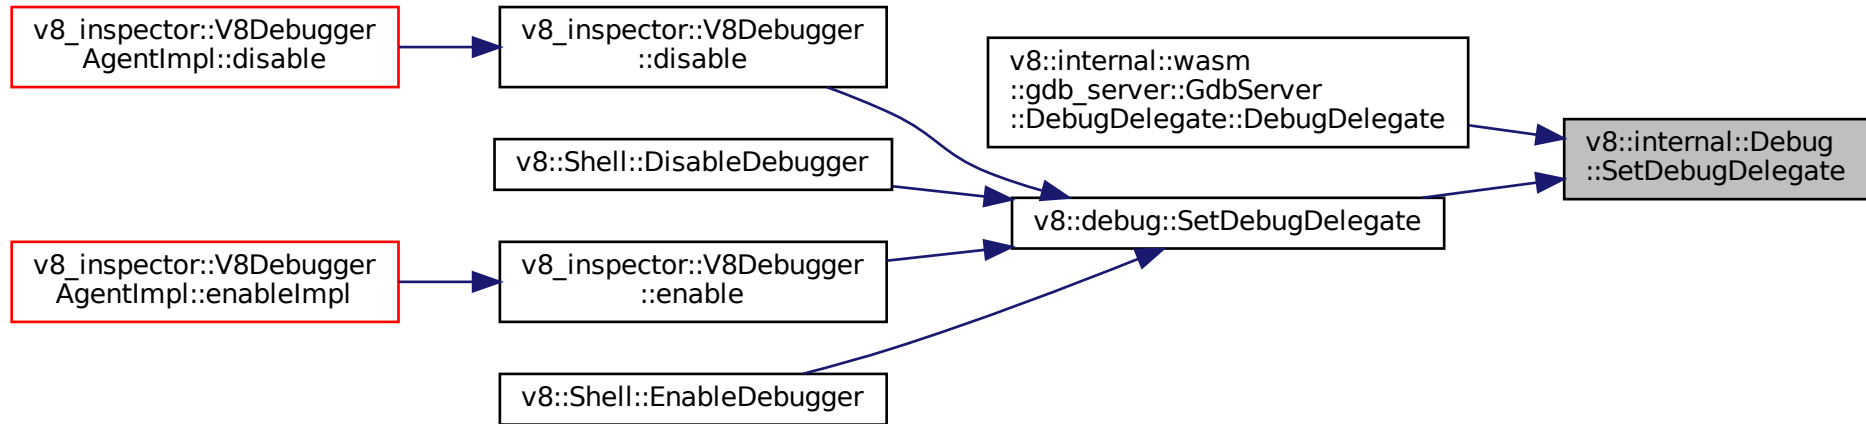 v8_inspector::V8Debugger
AgentImpl::disable
v8_inspector::V8Debugger
::disable
v8::internal::wasm
::gdb_server::GdbServer
::DebugDelegate::DebugDelegate
v8::internal::Debug
::SetDebugDelegate
v8::Shell::DisableDebugger
v8::debug::SetDebugDelegate
v8_inspector::V8Debugger
AgentImpl::enableImpl
v8_inspector::V8Debugger
::enable
v8::Shell::EnableDebugger